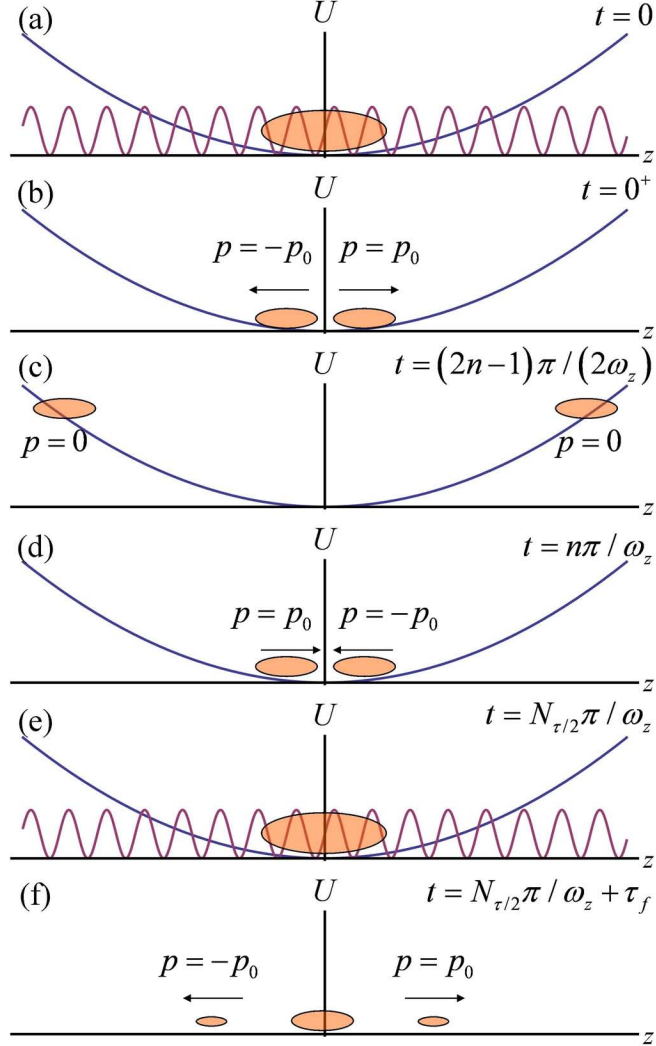 (a) U t = 0
z
(b) U t = 0⁺
p = −p₀ p = p₀
z
(c) U t = (2n − 1)π / (2ω_z)
p = 0 p = 0
z
(d) U t = nπ / ω_z
p = p₀ p = −p₀
z
(e) U t = N_{τ/2}π / ω_z
z
(f) U t = N_{τ/2}π / ω_z + τ_f
p = −p₀ p = p₀
z